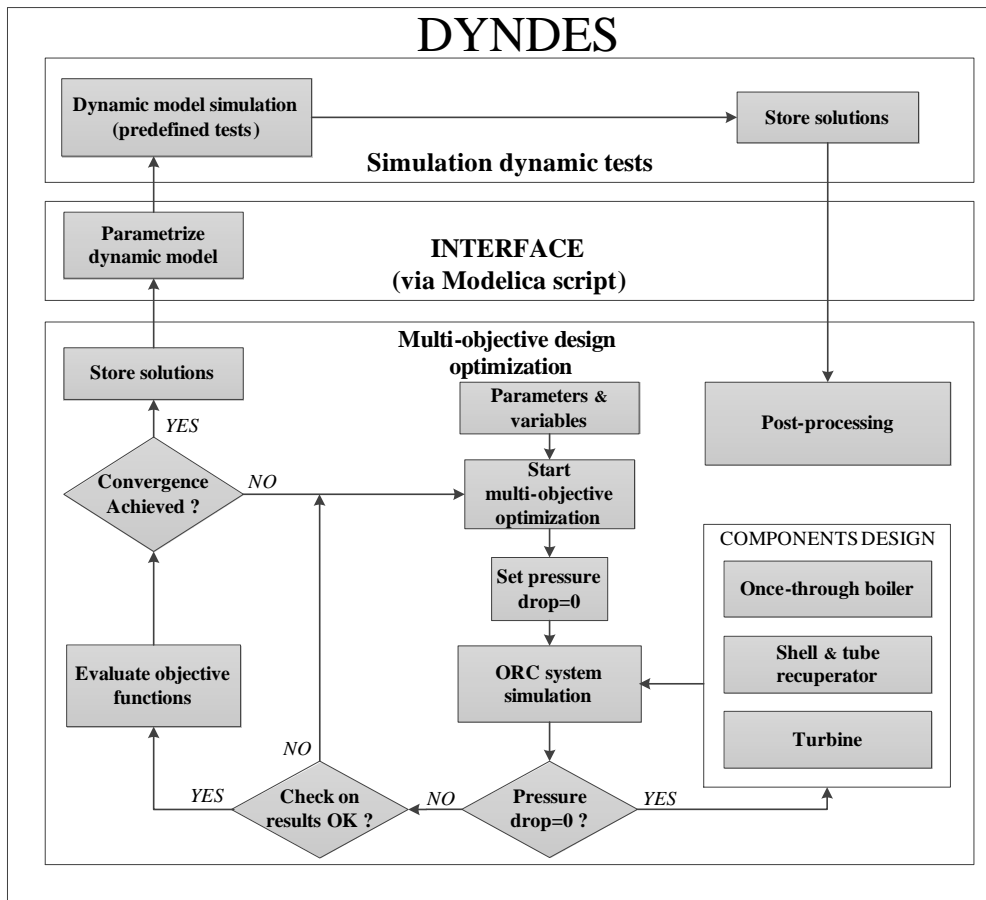 DYNDES
Dynamic model simulation
(predefined tests)
Store solutions
Simulation dynamic tests
Parametrize
dynamic model
INTERFACE
(via Modelica script)
Multi-objective design
optimization
Store solutions
Parameters &
variables
Post-processing
YES
Convergence
Achieved ?
NO
Start
multi-objective
optimization
COMPONENTS DESIGN
Set pressure
drop=0
Once-through boiler
Evaluate objective
functions
ORC system
simulation
Shell & tube
recuperator
Turbine
NO
YES
Check on
results OK ?
NO
Pressure
drop=0 ?
YES